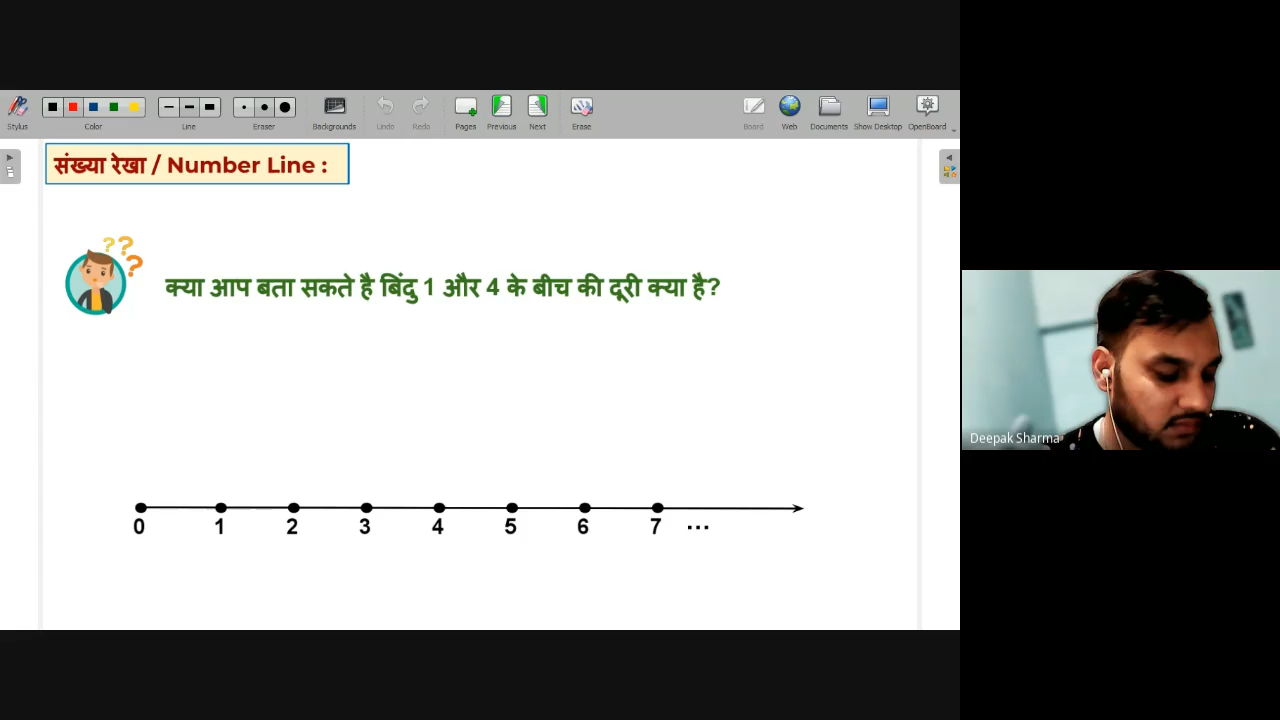 Stylus Color Line Eraser Backgrounds Undo Redo Pages Previous Next Erase Board Web Documents Show Desktop OpenBoard
संख्या रेखा / Number Line :
? ? ?
क्या आप बता सकते है बिंदु 1 और 4 के बीच की दूरी क्या है?
Deepak Sharma
0 1 2 3 4 5 6 7 ...